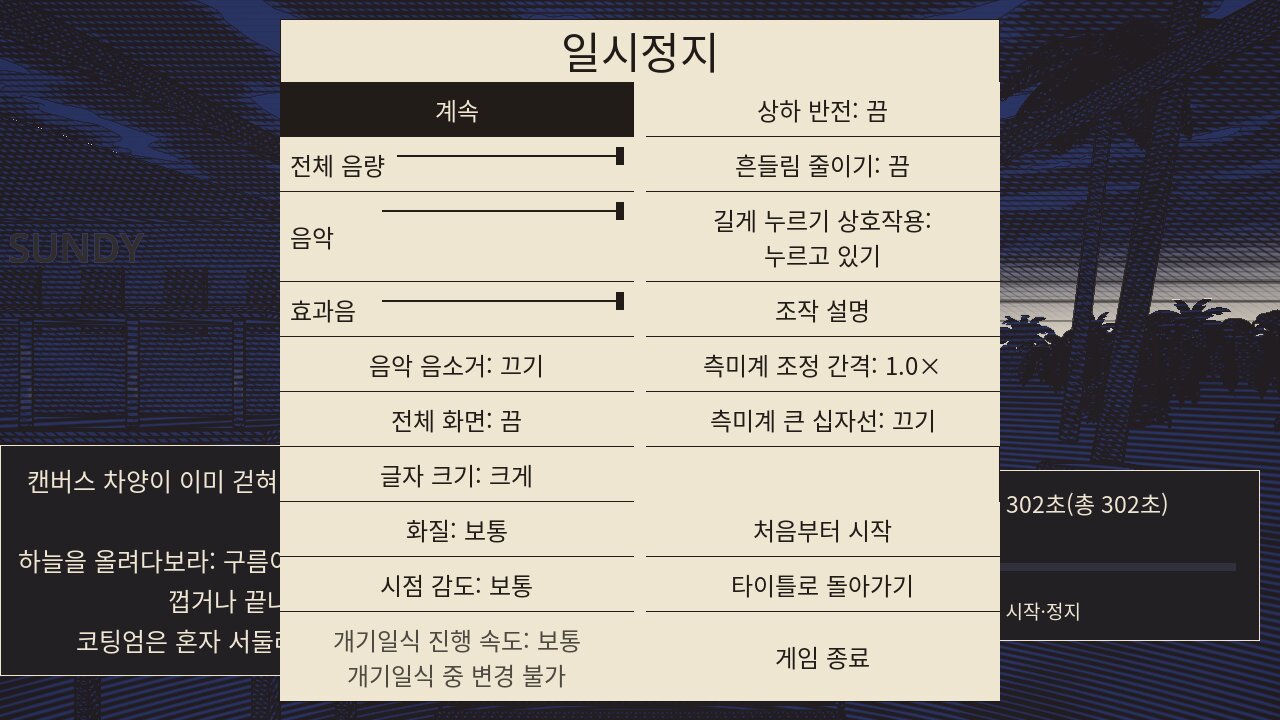 일시정지
계속
전체 음량
음악
효과음
음악 음소거: 끄기
전체 화면: 끔
글자 크기: 크게
화질: 보통
시점 감도: 보통
개기일식 진행 속도: 보통
개기일식 중 변경 불가
상하 반전: 끔
흔들림 줄이기: 끔
길게 누르기 상호작용:
누르고 있기
조작 설명
측미계 조정 간격: 1.0×
측미계 큰 십자선: 끄기
처음부터 시작
타이틀로 돌아가기
게임 종료
SUNDY
캔버스 차양이 이미 걷혀
하늘을 올려다보라: 구름이
껍거나 끝나
코팅엄은 혼자 서둘러
302초(총 302초)
시작·정지